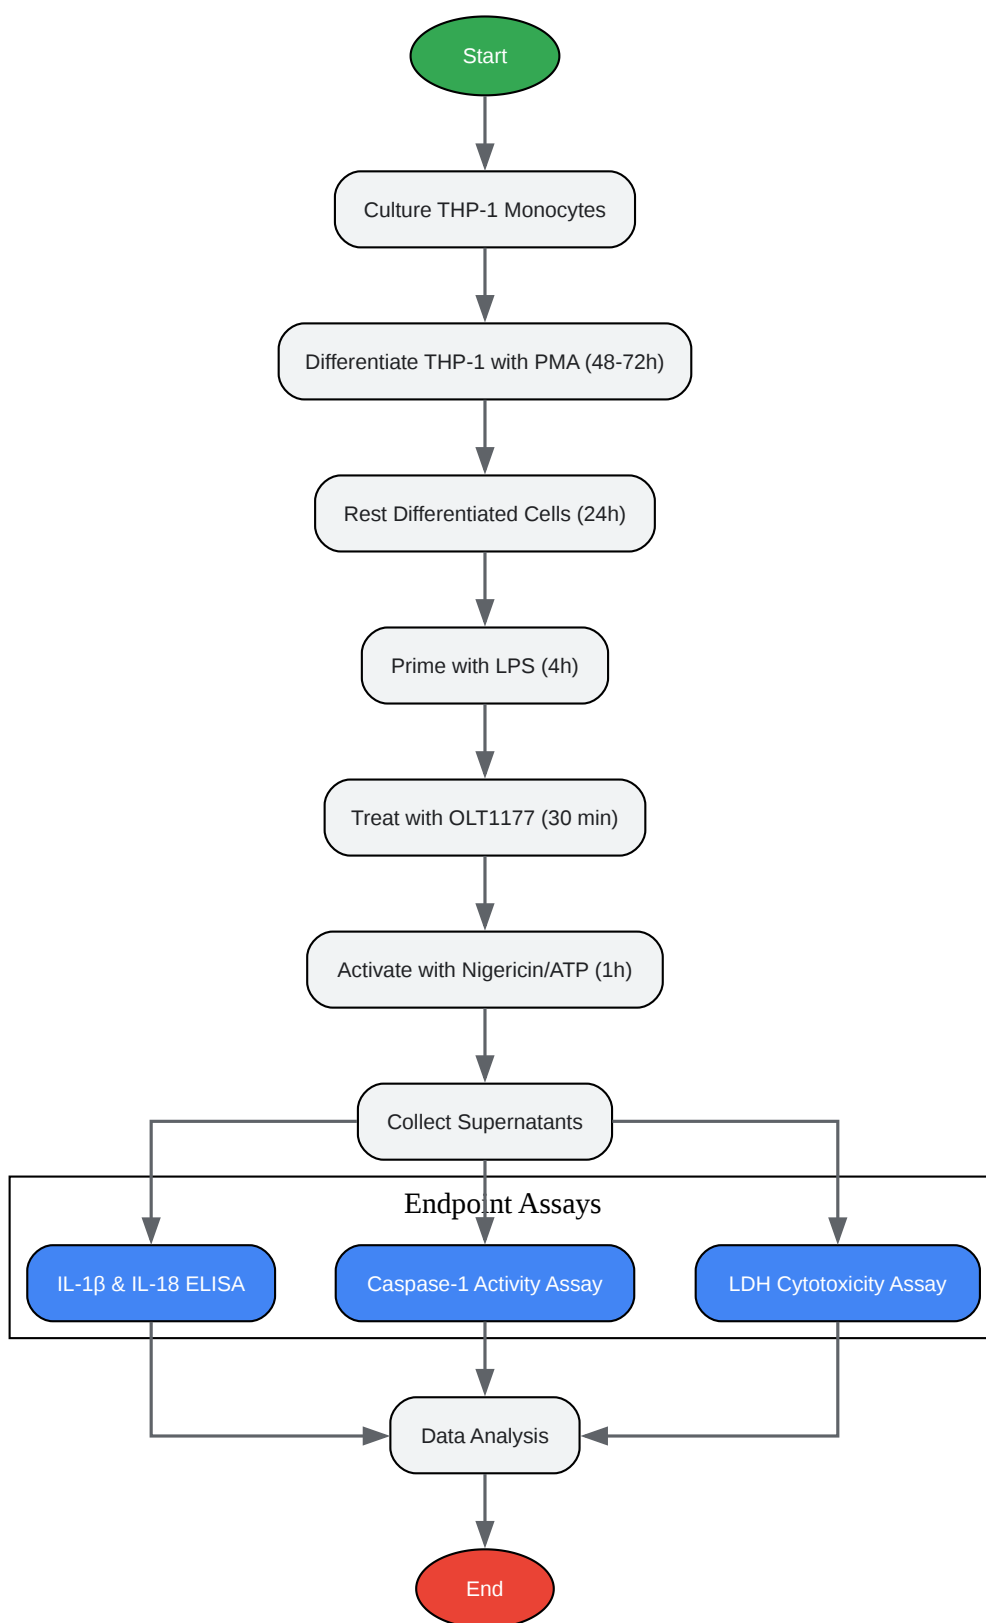 Start
Culture THP-1 Monocytes
Differentiate THP-1 with PMA (48-72h)
Rest Differentiated Cells (24h)
Prime with LPS (4h)
Treat with OLT1177 (30 min)
Activate with Nigericin/ATP (1h)
Collect Supernatants
Endpoint Assays
IL-1β & IL-18 ELISA
Caspase-1 Activity Assay
LDH Cytotoxicity Assay
Data Analysis
End